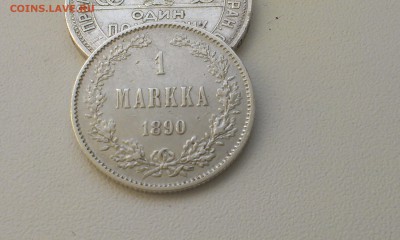 COINS.LAVE.RU
ОДИН
1
MARKKA
1890